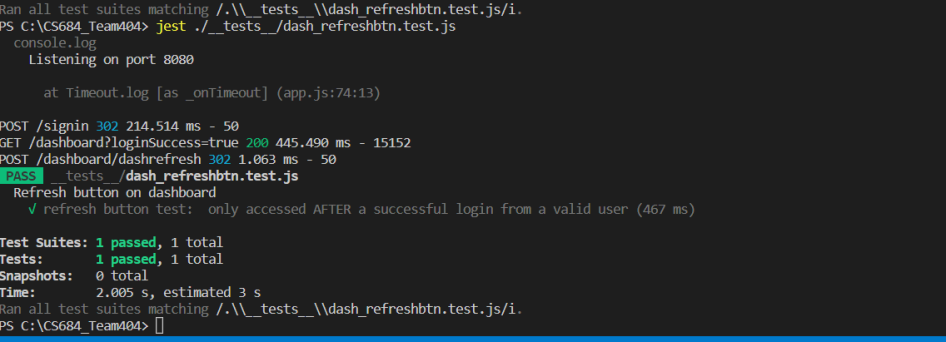 Ran all test suites matching /.\\__tests__\\dash_refreshbtn.test.js/i.
PS C:\CS684_Team404> jest ./__tests__/dash_refreshbtn.test.js
console.log
Listening on port 8080
at Timeout.log [as _onTimeout] (app.js:74:13)
POST /signin 302 214.514 ms - 50
GET /dashboard?loginSuccess=true 200 445.490 ms - 15152
POST /dashboard/dashrefresh 302 1.063 ms - 50
PASS __tests__/dash_refreshbtn.test.js
Refresh button on dashboard
√ refresh button test: only accessed AFTER a successful login from a valid user (467 ms)
Test Suites: 1 passed, 1 total
Tests: 1 passed, 1 total
Snapshots: 0 total
Time: 2.005 s, estimated 3 s
Ran all test suites matching /.\\__tests__\\dash_refreshbtn.test.js/i.
PS C:\CS684_Team404>